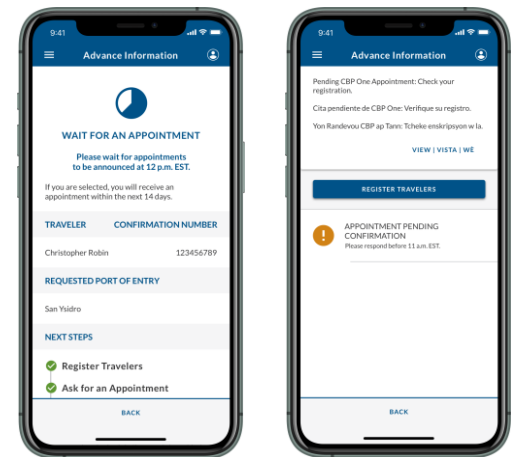 9:41
Advance Information
WAIT FOR AN APPOINTMENT
Please wait for appointments
to be announced at 12 p.m. EST.
If you are selected, you will receive an
appointment within the next 14 days.
TRAVELER CONFIRMATION NUMBER
Christopher Robin 123456789
REQUESTED PORT OF ENTRY
San Ysidro
NEXT STEPS
Register Travelers
Ask for an Appointment
BACK
9:41
Advance Information
Pending CBP One Appointment: Check your
registration.
Cita pendiente de CBP One: Verifique su registro.
Yon Randevou CBP ap Tann: Tcheke enskripsyon w la.
VIEW | VISTA | WÈ
REGISTER TRAVELERS
APPOINTMENT PENDING
CONFIRMATION
Please respond before 11 a.m. EST.
BACK